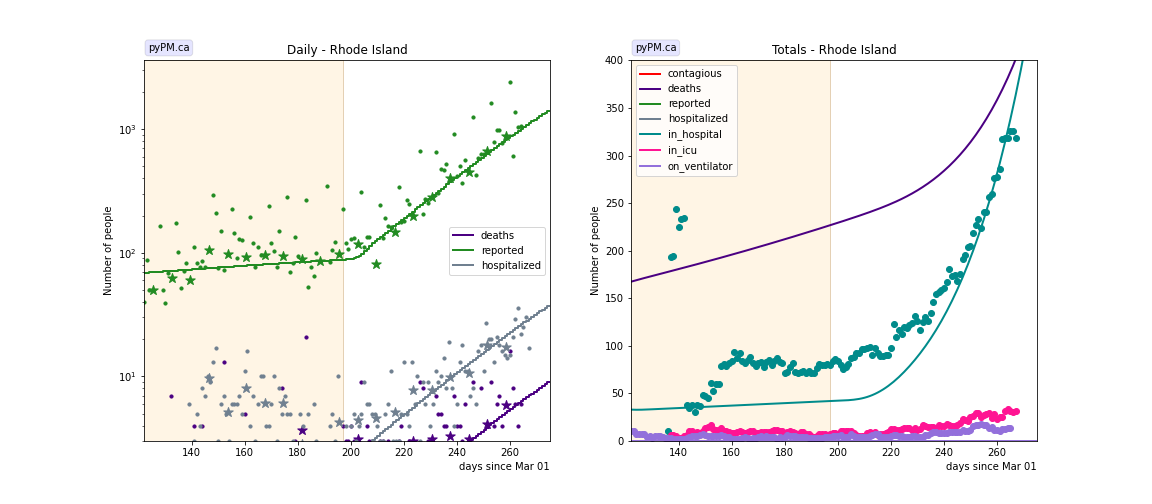 pyPM.ca
Daily - Rhode Island
Number of people
10³
10²
10¹
deaths
reported
hospitalized
140 160 180 200 220 240 260
days since Mar 01
pyPM.ca
Totals - Rhode Island
Number of people
400
350
300
250
200
150
100
50
0
contagious
deaths
reported
hospitalized
in_hospital
in_icu
on_ventilator
140 160 180 200 220 240 260
days since Mar 01